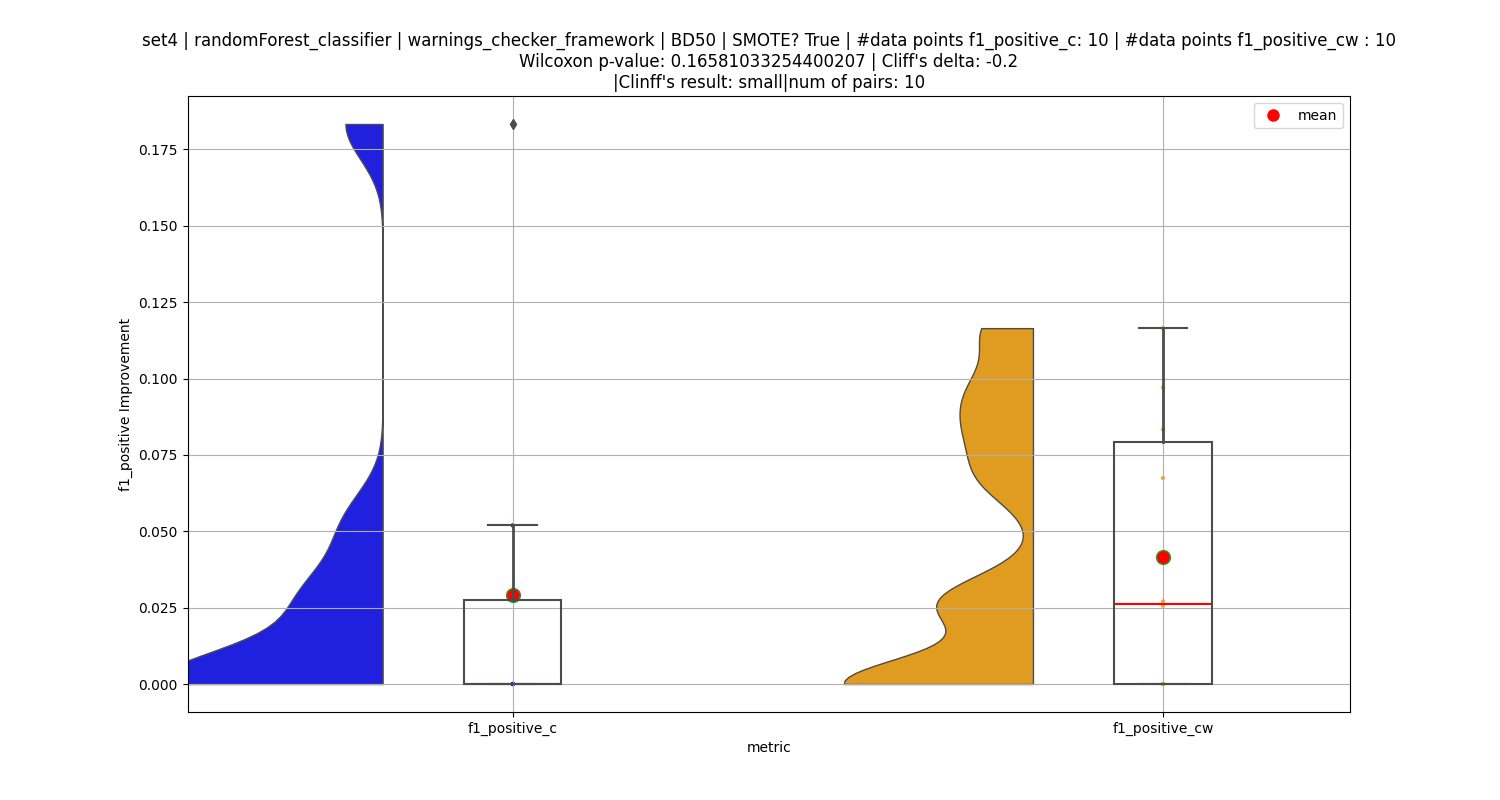 set4 | randomForest_classifier | warnings_checker_framework | BD50 | SMOTE? True | #data points f1_positive_c: 10 | #data points f1_positive_cw : 10
Wilcoxon p-value: 0.16581033254400207 | Cliff's delta: -0.2
|Clinff's result: small|num of pairs: 10
mean
0.175
0.150
0.125
0.100
0.075
0.050
0.025
0.000
f1_positive Improvement
f1_positive_c
f1_positive_cw
metric